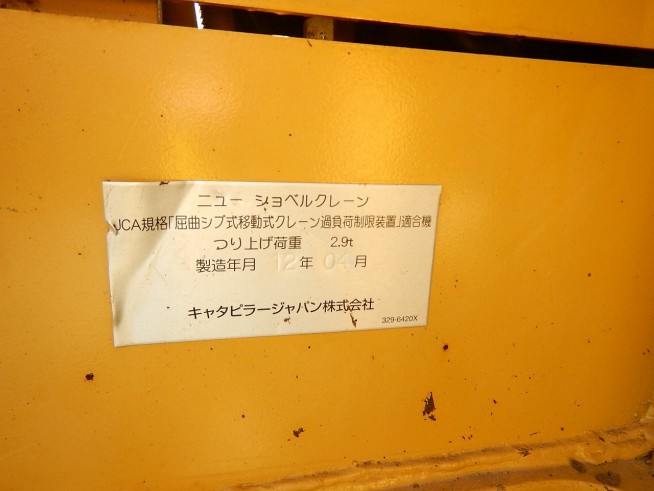 ニュー ショベルクレーン
JCA規格「屈曲ジブ式移動式クレーン過負荷制限装置」適合機
つり上げ荷重 2.9t
製造年月 12年 04月
キャタピラージャパン株式会社
329-6420X